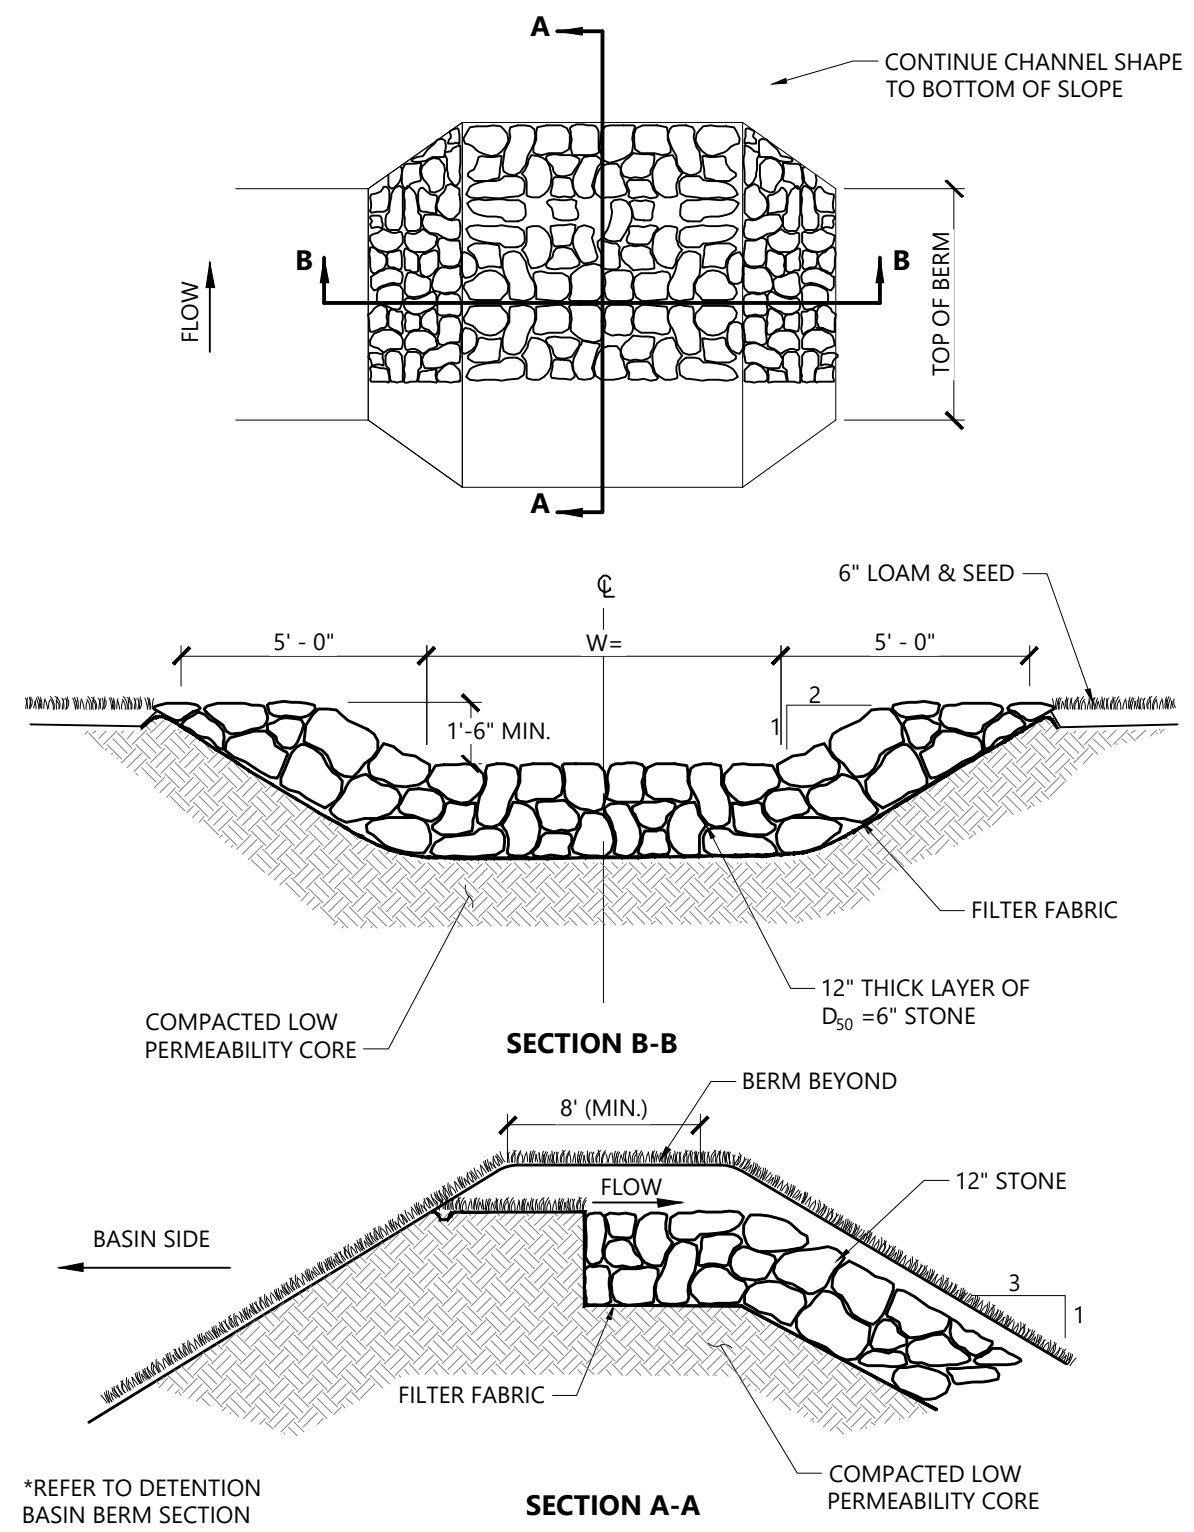 A
CONTINUE CHANNEL SHAPE
TO BOTTOM OF SLOPE
B
B
FLOW
TOP OF BERM
A
6" LOAM & SEED
℄
5' - 0"
W=
5' - 0"
2
1
1'-6" MIN.
FILTER FABRIC
12" THICK LAYER OF
D50 =6" STONE
COMPACTED LOW
PERMEABILITY CORE
SECTION B-B
BERM BEYOND
8' (MIN.)
12" STONE
FLOW
BASIN SIDE
3
1
FILTER FABRIC
COMPACTED LOW
PERMEABILITY CORE
*REFER TO DETENTION
BASIN BERM SECTION
SECTION A-A